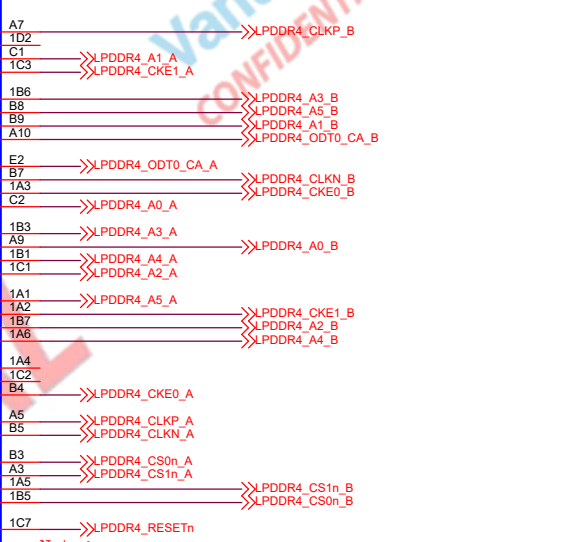 A7 LPDDR4_CLKP_B
1D2
C1 LPDDR4_A1_A
1C3 LPDDR4_CKE1_A
1B6 LPDDR4_A3_B
B8 LPDDR4_A5_B
B9 LPDDR4_A1_B
A10 LPDDR4_ODT0_CA_B
E2 LPDDR4_ODT0_CA_A
B7 LPDDR4_CLKN_B
1A3 LPDDR4_CKE0_B
C2 LPDDR4_A0_A
1B3 LPDDR4_A3_A
A9 LPDDR4_A0_B
1B1 LPDDR4_A4_A
1C1 LPDDR4_A2_A
1A1 LPDDR4_A5_A
1A2 LPDDR4_CKE1_B
1B7 LPDDR4_A2_B
1A6 LPDDR4_A4_B
1A4
1C2
B4 LPDDR4_CKE0_A
A5 LPDDR4_CLKP_A
B5 LPDDR4_CLKN_A
B3 LPDDR4_CS0n_A
A3 LPDDR4_CS1n_A
1A5 LPDDR4_CS1n_B
1B5 LPDDR4_CS0n_B
1C7 LPDDR4_RESETn